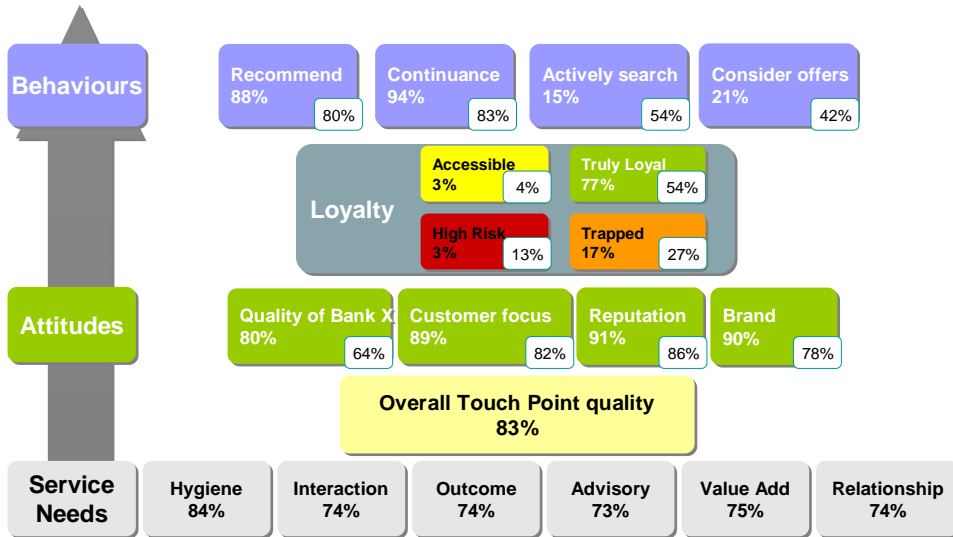 Behaviours
Recommend
88%
80%
Continuance
94%
83%
Actively search
15%
54%
Consider offers
21%
42%
Loyalty
Accessible
3%
4%
Truly Loyal
77%
54%
High Risk
3%
13%
Trapped
17%
27%
Attitudes
Quality of Bank X
80%
64%
Customer focus
89%
82%
Reputation
91%
86%
Brand
90%
78%
Overall Touch Point quality
83%
Service
Needs
Hygiene
84%
Interaction
74%
Outcome
74%
Advisory
73%
Value Add
75%
Relationship
74%